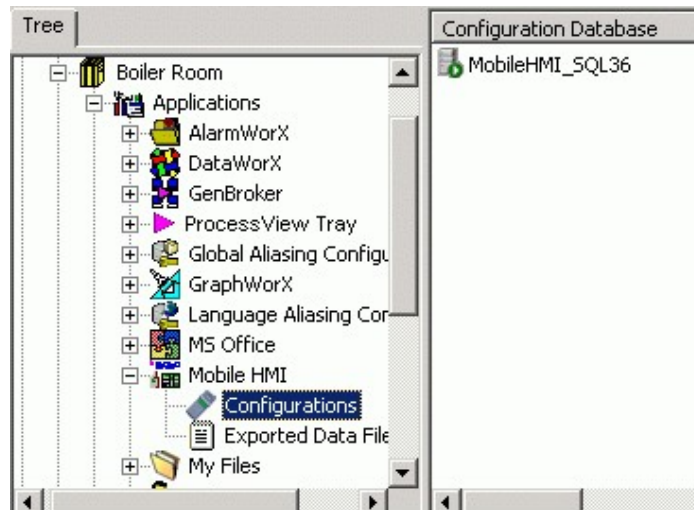 Tree
Boiler Room
Applications
AlarmWorX
DataWorX
GenBroker
ProcessView Tray
Global Aliasing Configu
GraphWorX
Language Aliasing Cor
MS Office
Mobile HMI
Configurations
Exported Data File
My Files
Configuration Database
MobileHMI_SQL36